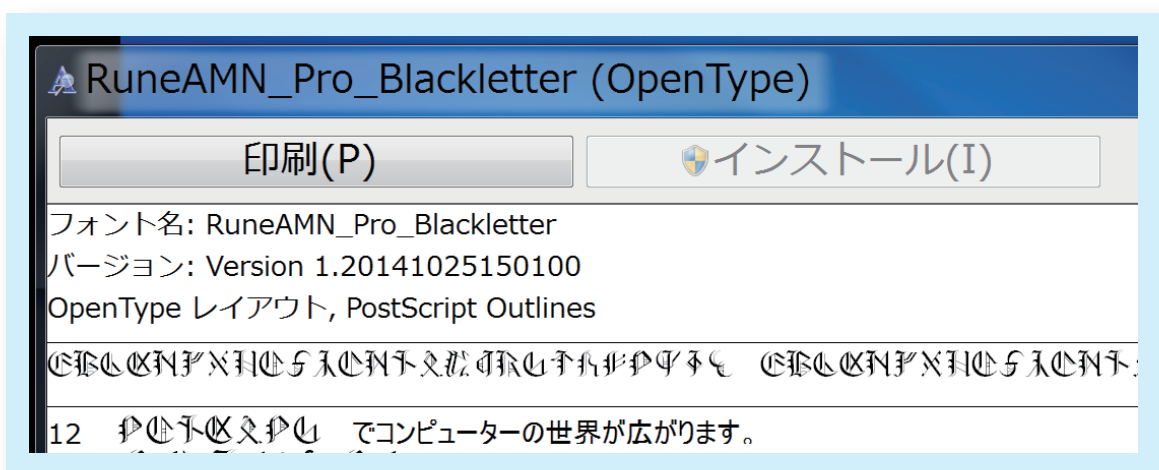 RuneAMN_Pro_Blackletter (OpenType)
印刷(P)
インストール(I)
フォント名: RuneAMN_Pro_Blackletter
バージョン: Version 1.20141025150100
OpenType レイアウト, PostScript Outlines
12 でコンピューターの世界が広がります。